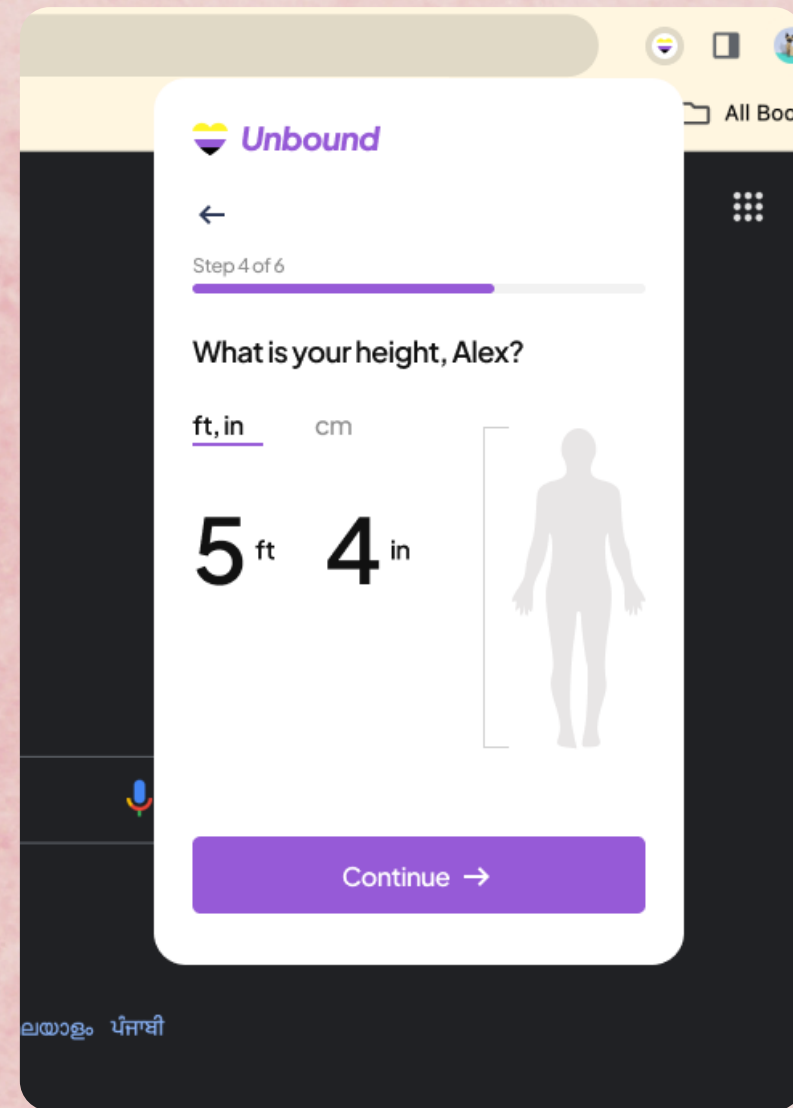 All Boo
Unbound
Step 4 of 6
What is your height, Alex?
ft, in cm
5 ft 4 in
Continue →
ലയാളം ਪੰਜਾਬੀ